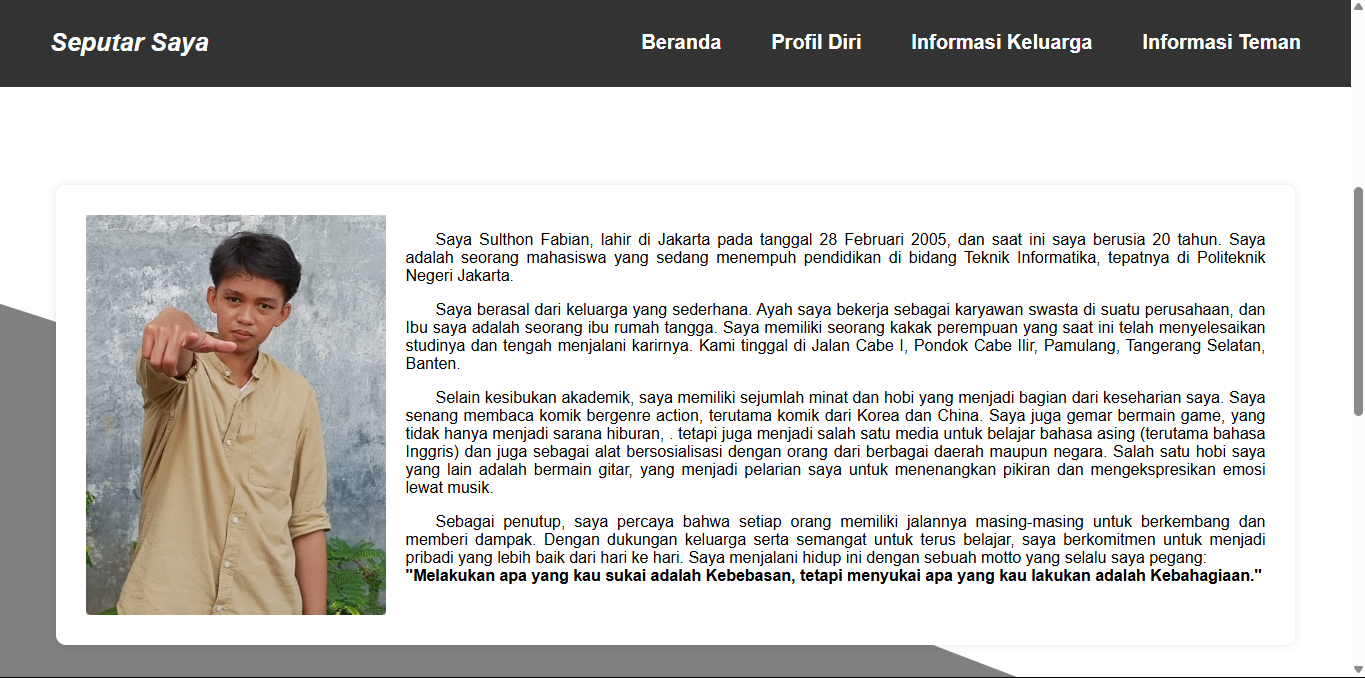 Seputar Saya
Beranda
Profil Diri
Informasi Keluarga
Informasi Teman
Saya Sulthon Fabian, lahir di Jakarta pada tanggal 28 Februari 2005, dan saat ini saya berusia 20 tahun. Saya
adalah seorang mahasiswa yang sedang menempuh pendidikan di bidang Teknik Informatika, tepatnya di Politeknik
Negeri Jakarta.
Saya berasal dari keluarga yang sederhana. Ayah saya bekerja sebagai karyawan swasta di suatu perusahaan, dan
Ibu saya adalah seorang ibu rumah tangga. Saya memiliki seorang kakak perempuan yang saat ini telah menyelesaikan
studinya dan tengah menjalani karirnya. Kami tinggal di Jalan Cabe I, Pondok Cabe Ilir, Pamulang, Tangerang Selatan,
Banten.
Selain kesibukan akademik, saya memiliki sejumlah minat dan hobi yang menjadi bagian dari keseharian saya. Saya
senang membaca komik bergenre action, terutama komik dari Korea dan China. Saya juga gemar bermain game, yang
tidak hanya menjadi sarana hiburan, . tetapi juga menjadi salah satu media untuk belajar bahasa asing (terutama bahasa
Inggris) dan juga sebagai alat bersosialisasi dengan orang dari berbagai daerah maupun negara. Salah satu hobi saya
yang lain adalah bermain gitar, yang menjadi pelarian saya untuk menenangkan pikiran dan mengekspresikan emosi
lewat musik.
Sebagai penutup, saya percaya bahwa setiap orang memiliki jalannya masing-masing untuk berkembang dan
memberi dampak. Dengan dukungan keluarga serta semangat untuk terus belajar, saya berkomitmen untuk menjadi
pribadi yang lebih baik dari hari ke hari. Saya menjalani hidup ini dengan sebuah motto yang selalu saya pegang:
"Melakukan apa yang kau sukai adalah Kebebasan, tetapi menyukai apa yang kau lakukan adalah Kebahagiaan."